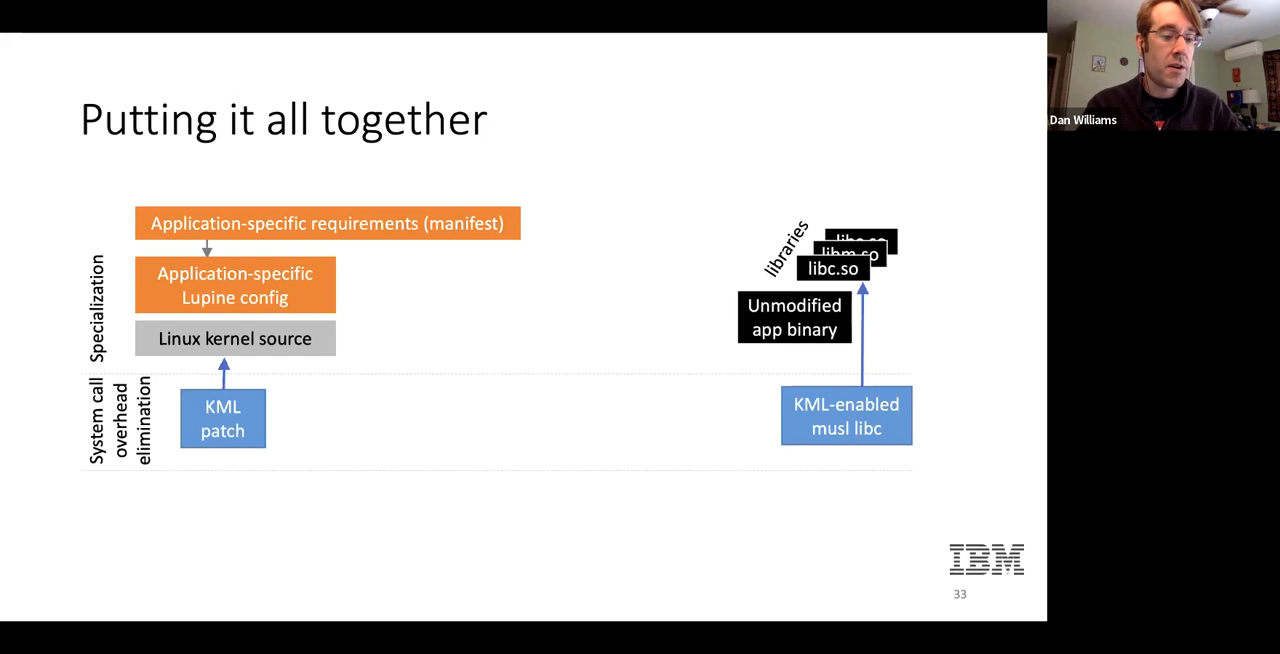 Putting it all together
Application-specific requirements (manifest)
Application-specific
Lupine config
Linux kernel source
Specialization
libraries
libm.so
libc.so
Unmodified
app binary
System call
overhead
elimination
KML
patch
KML-enabled
musl libc
IBM
33
Dan Williams